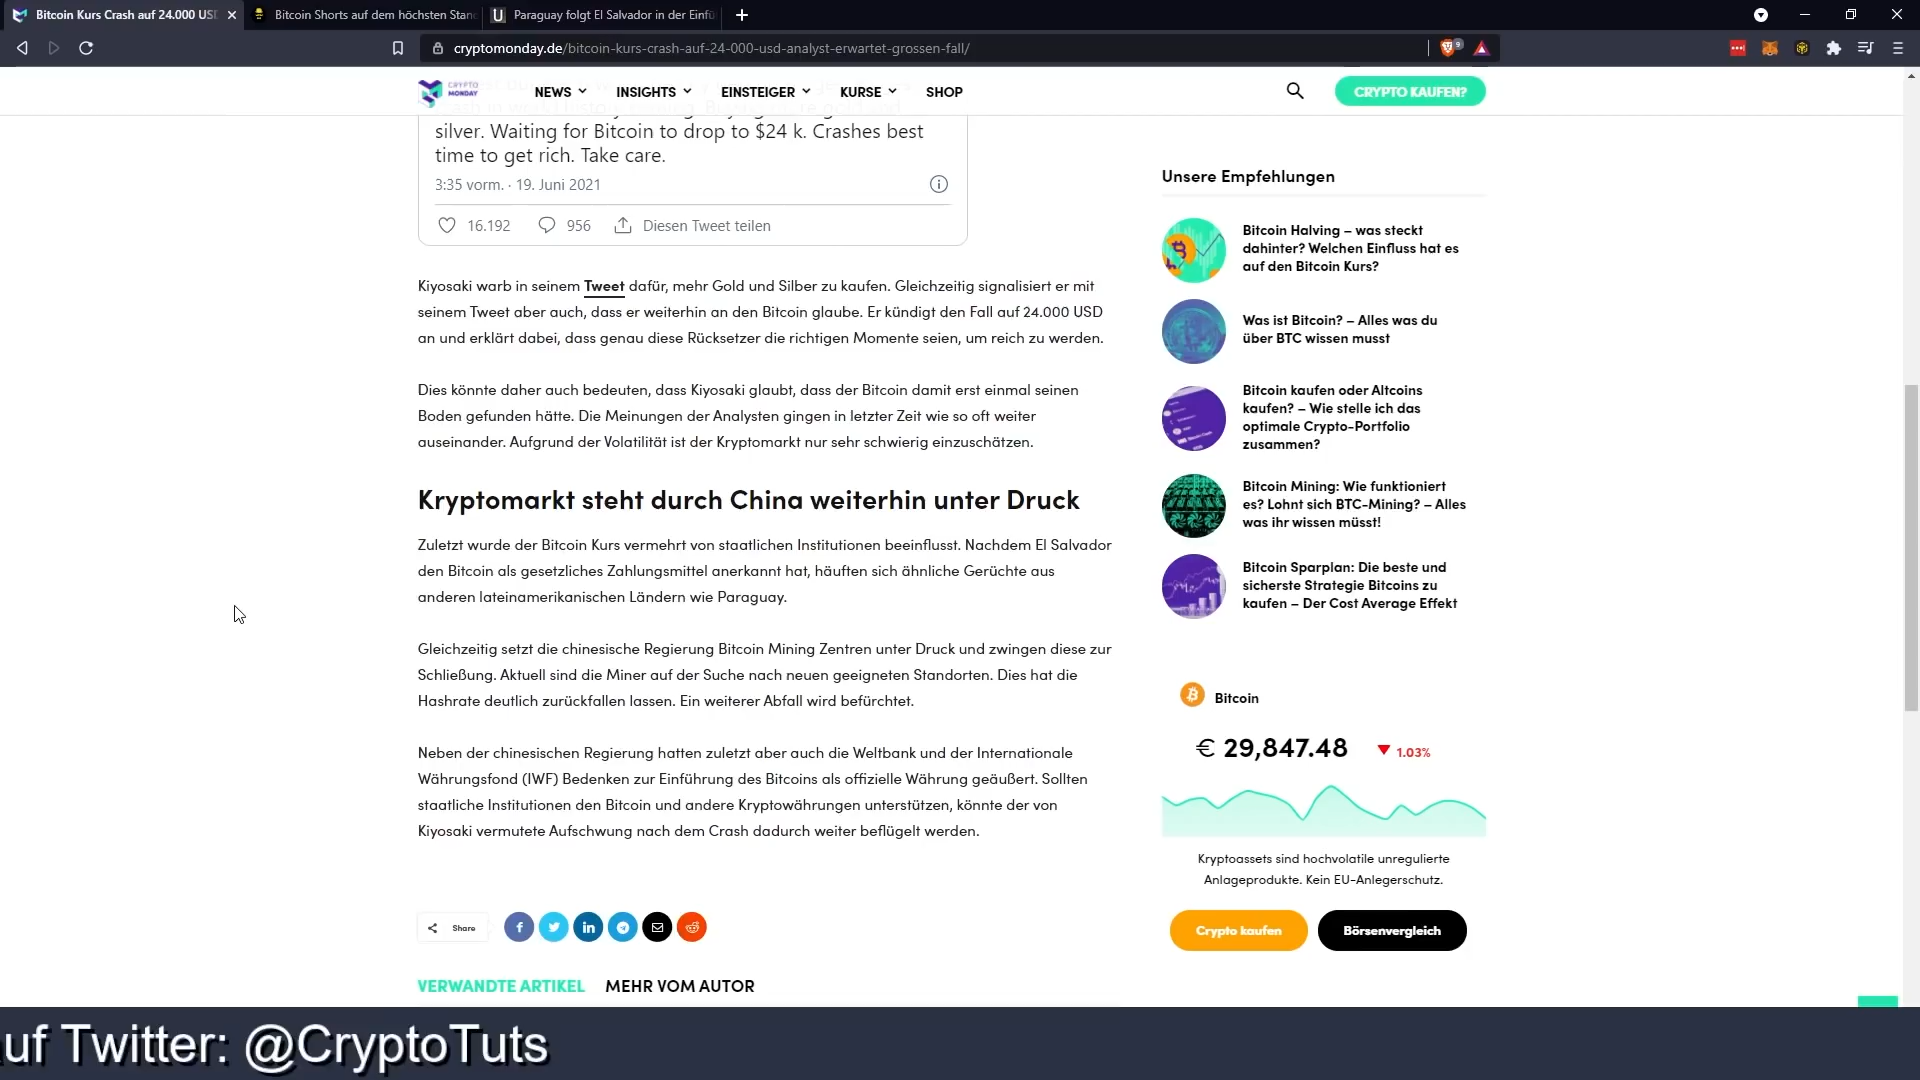 Bitcoin Kurs Crash auf 24.000 US
Bitcoin Shorts auf dem höchsten Stan
Paraguay folgt El Salvador in der Einfü
cryptomonday.de/bitcoin-kurs-crash-auf-24-000-usd-analyst-erwartet-grossen-fall/
9
CRYPTO
MONDAY
NEWS
INSIGHTS
EINSTEIGER
KURSE
SHOP
CRYPTO KAUFEN?
silver. Waiting for Bitcoin to drop to $24 k. Crashes best
time to get rich. Take care.
3:35 vorm. · 19. Juni 2021
16.192
956
Diesen Tweet teilen
Kiyosaki warb in seinem Tweet dafür, mehr Gold und Silber zu kaufen. Gleichzeitig signalisiert er mit
seinem Tweet aber auch, dass er weiterhin an den Bitcoin glaube. Er kündigt den Fall auf 24.000 USD
an und erklärt dabei, dass genau diese Rücksetzer die richtigen Momente seien, um reich zu werden.
Dies könnte daher auch bedeuten, dass Kiyosaki glaubt, dass der Bitcoin damit erst einmal seinen
Boden gefunden hätte. Die Meinungen der Analysten gingen in letzter Zeit wie so oft weiter
auseinander. Aufgrund der Volatilität ist der Kryptomarkt nur sehr schwierig einzuschätzen.
Kryptomarkt steht durch China weiterhin unter Druck
Zuletzt wurde der Bitcoin Kurs vermehrt von staatlichen Institutionen beeinflusst. Nachdem El Salvador
den Bitcoin als gesetzliches Zahlungsmittel anerkannt hat, häuften sich ähnliche Gerüchte aus
anderen lateinamerikanischen Ländern wie Paraguay.
Gleichzeitig setzt die chinesische Regierung Bitcoin Mining Zentren unter Druck und zwingen diese zur
Schließung. Aktuell sind die Miner auf der Suche nach neuen geeigneten Standorten. Dies hat die
Hashrate deutlich zurückfallen lassen. Ein weiterer Abfall wird befürchtet.
Neben der chinesischen Regierung hatten zuletzt aber auch die Weltbank und der Internationale
Währungsfond (IWF) Bedenken zur Einführung des Bitcoins als offizielle Währung geäußert. Sollten
staatliche Institutionen den Bitcoin und andere Kryptowährungen unterstützen, könnte der von
Kiyosaki vermutete Aufschwung nach dem Crash dadurch weiter beflügelt werden.
Share
VERWANDTE ARTIKEL
MEHR VOM AUTOR
Unsere Empfehlungen
Bitcoin Halving – was steckt
dahinter? Welchen Einfluss hat es
auf den Bitcoin Kurs?
Was ist Bitcoin? – Alles was du
über BTC wissen musst
Bitcoin kaufen oder Altcoins
kaufen? – Wie stelle ich das
optimale Crypto-Portfolio
zusammen?
Bitcoin Mining: Wie funktioniert
es? Lohnt sich BTC-Mining? – Alles
was ihr wissen müsst!
Bitcoin Sparplan: Die beste und
sicherste Strategie Bitcoins zu
kaufen – Der Cost Average Effekt
Bitcoin
€ 29,847.48
1.03%
Kryptoassets sind hochvolatile unregulierte
Anlageprodukte. Kein EU-Anlegerschutz.
Crypto kaufen
Börsenvergleich
uf Twitter: @CryptoTuts